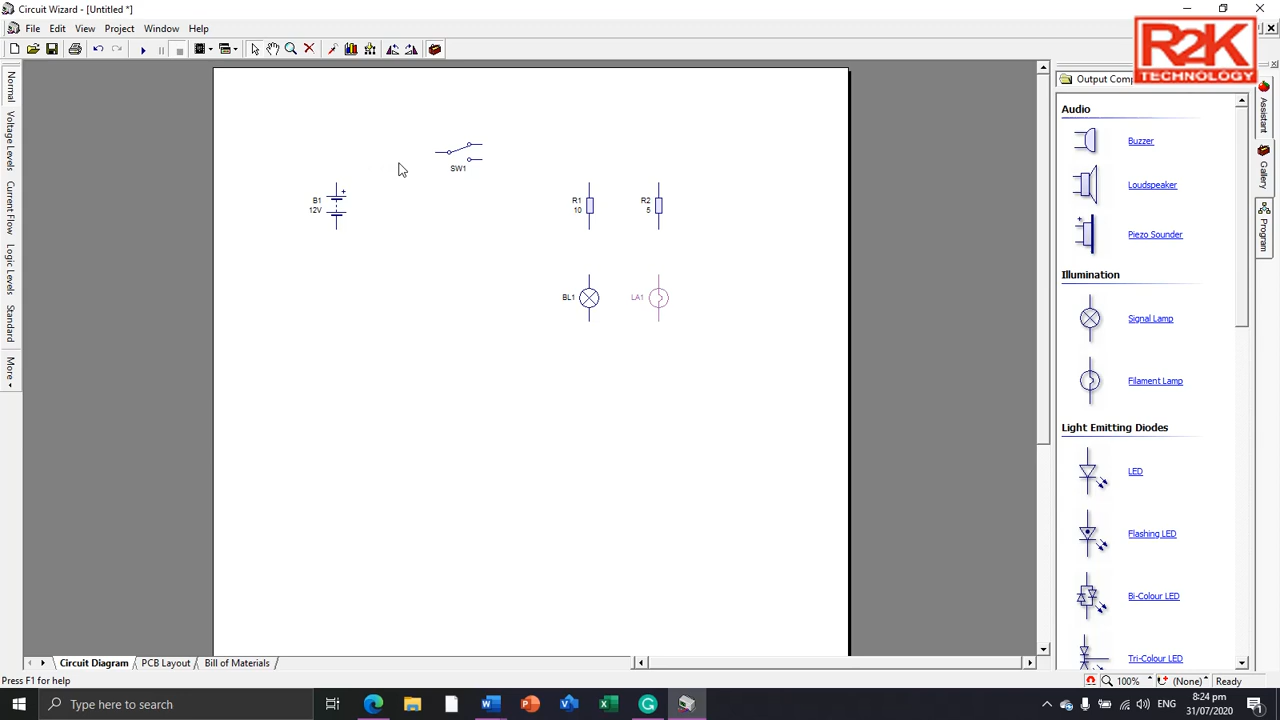 Circuit Wizard - [Untitled *]
File Edit View Project Window Help
R2K
TECHNOLOGY
Normal
Voltage Levels
Current Flow
Logic Levels
Standard
More
SW1
B1
12V
+
R1
10
R2
5
BL1
LA1
Output Comp
Audio
Buzzer
Loudspeaker
Piezo Sounder
Illumination
Signal Lamp
Filament Lamp
Light Emitting Diodes
LED
Flashing LED
Bi-Colour LED
Tri-Colour LED
Assistant
Gallery
Program
Circuit Diagram PCB Layout Bill of Materials
Press F1 for help
100% (None) Ready
Type here to search
ENG
8:24 pm
31/07/2020
1